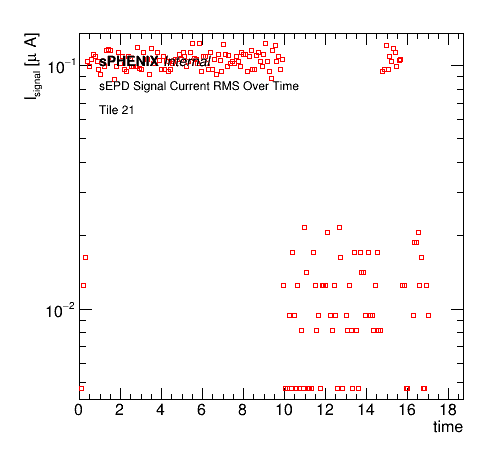 I_signal [μ A]
10⁻¹
sPHENIX Internal
sEPD Signal Current RMS Over Time
Tile 21
10⁻²
0 2 4 6 8 10 12 14 16 18
time